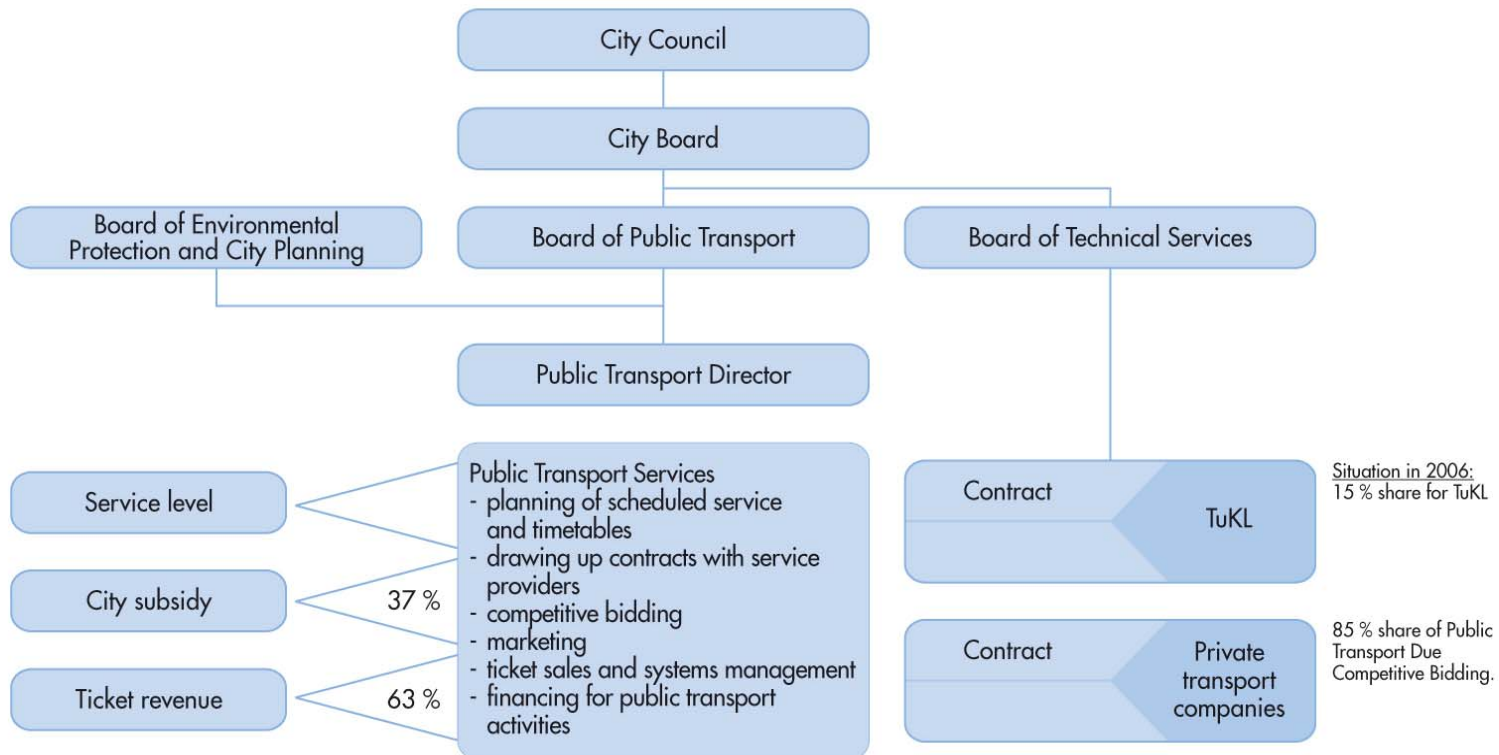 City Council
City Board
Board of Environmental
Protection and City Planning
Board of Public Transport
Board of Technical Services
Public Transport Director
Service level
City subsidy
37 %
Ticket revenue
63 %
Public Transport Services
- planning of scheduled service
and timetables
- drawing up contracts with service
providers
- competitive bidding
- marketing
- ticket sales and systems management
- financing for public transport
activities
Contract
TuKL
Situation in 2006:
15 % share for TuKL
Contract
Private
transport
companies
85 % share of Public
Transport Due
Competitive Bidding.